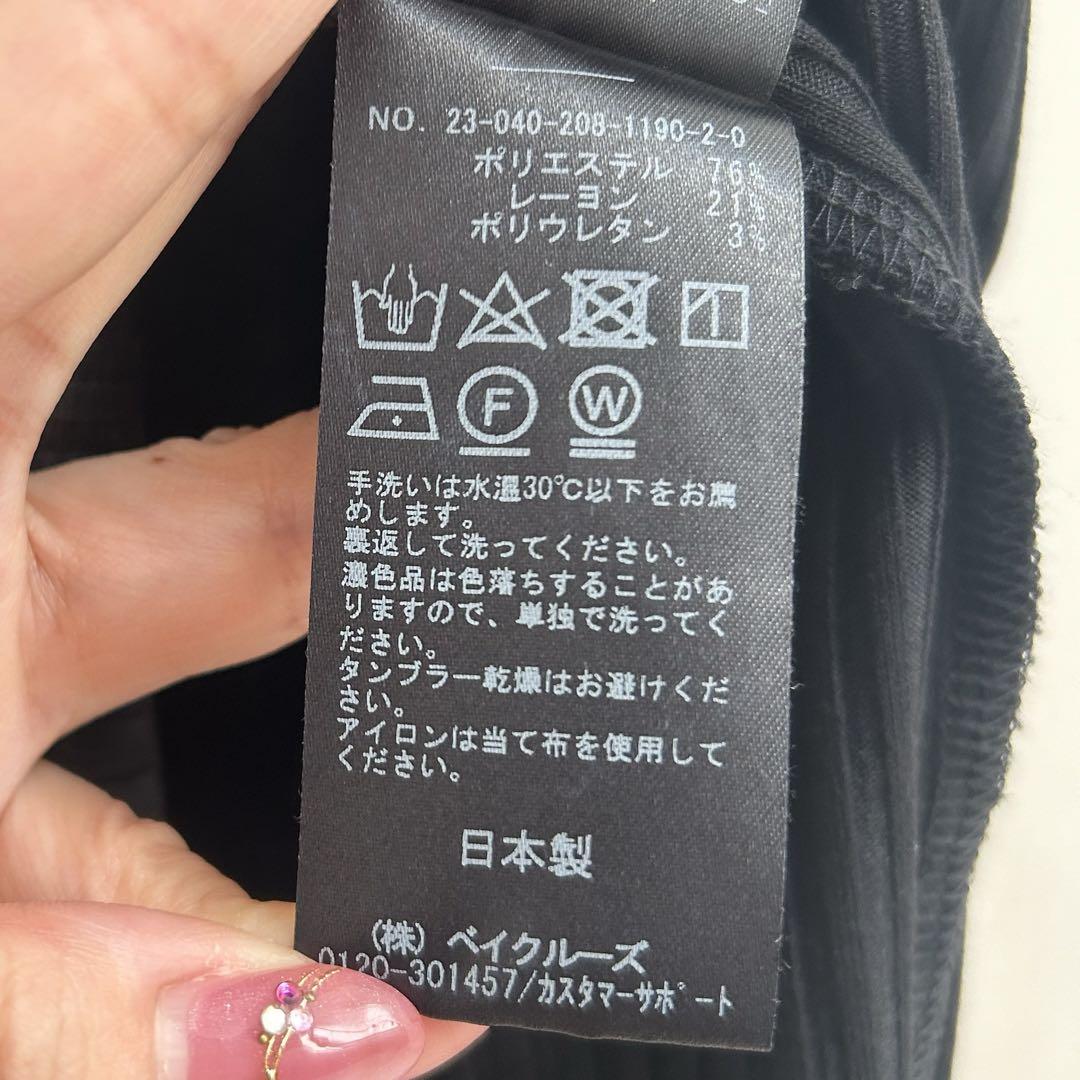 NO. 23-040-208-1190-2-0
ポリエステル 76%
レーヨン 21%
ポリウレタン 3%
F W
手洗いは水温30℃以下をお薦
めします。
裏返して洗ってください。
濃色品は色落ちすることがあ
りますので、単独で洗ってく
ださい。
タンブラー乾燥はお避けくだ
さい。
アイロンは当て布を使用して
ください。
日本製
(株) ベイクルーズ
0120-301457/カスタマーサポート